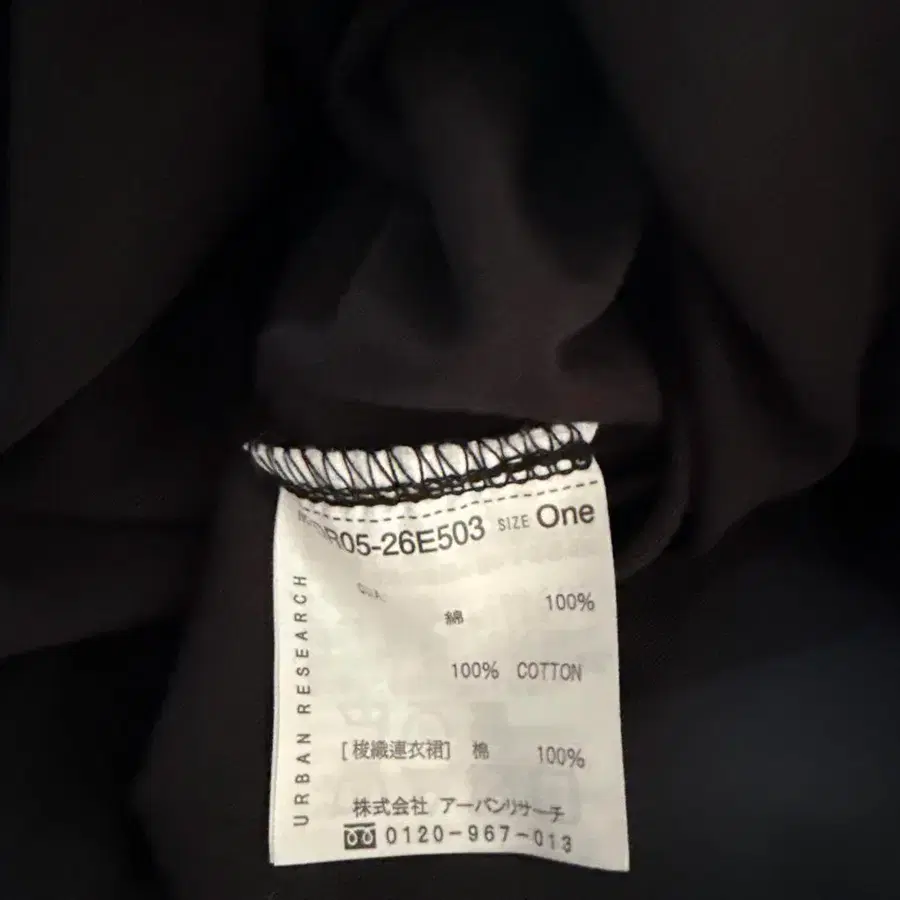 R05-26E503 SIZE One
綿 100%
100% COTTON
[梭織連衣裙] 棉 100%
株式会社 アーバンリサーチ
0120-967-013
URBAN RESEARCH